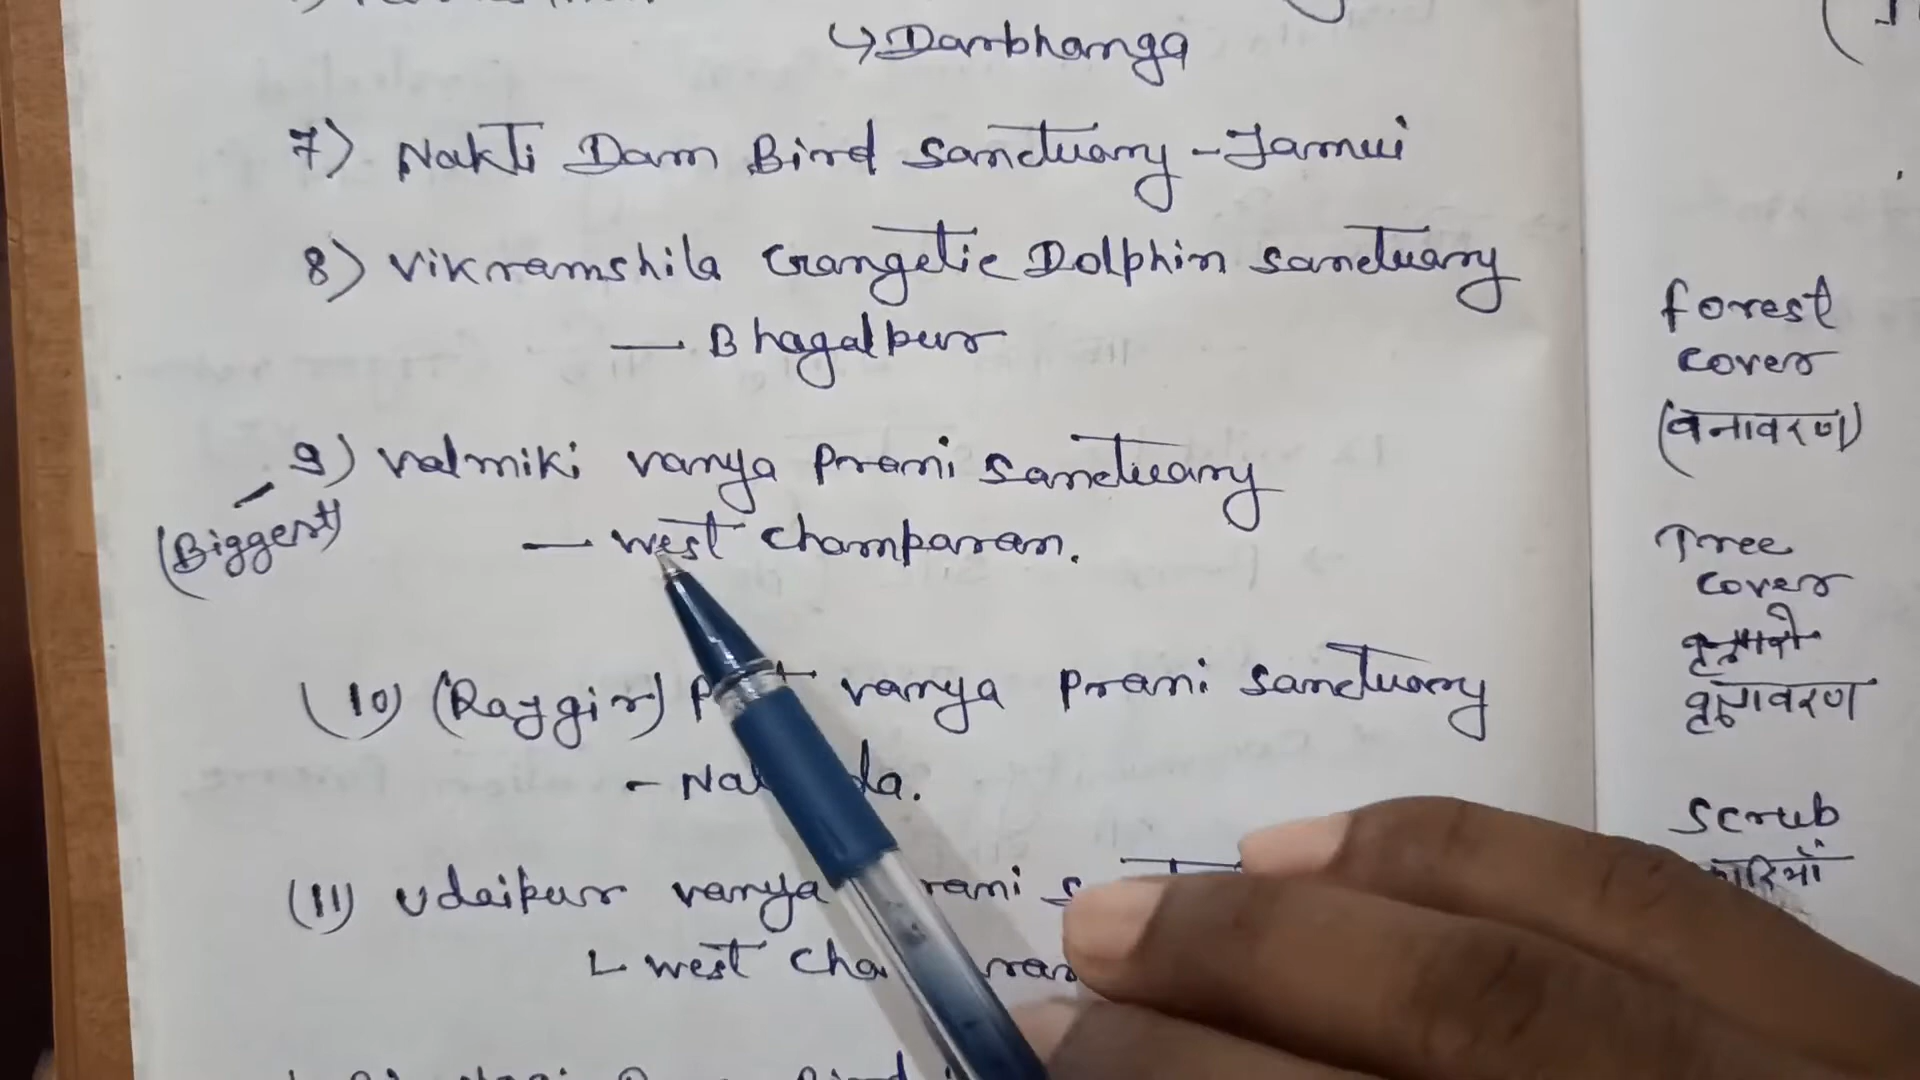 ↳ Darbhanga
7) Nakti Dam Bird Sanctuary - Jamui
8) Vikramshila Gangetic Dolphin Sanctuary
— Bhagalpur
9) Valmiki vanya Prani Sanctuary
(Biggest)
— West Champaran.
(10) (Rajgir) vanya Prani Sanctuary
(11) Udaipur vanya
West
forest
cover
(वनावरण)
Tree
cover
वृक्षावरण
Scrub